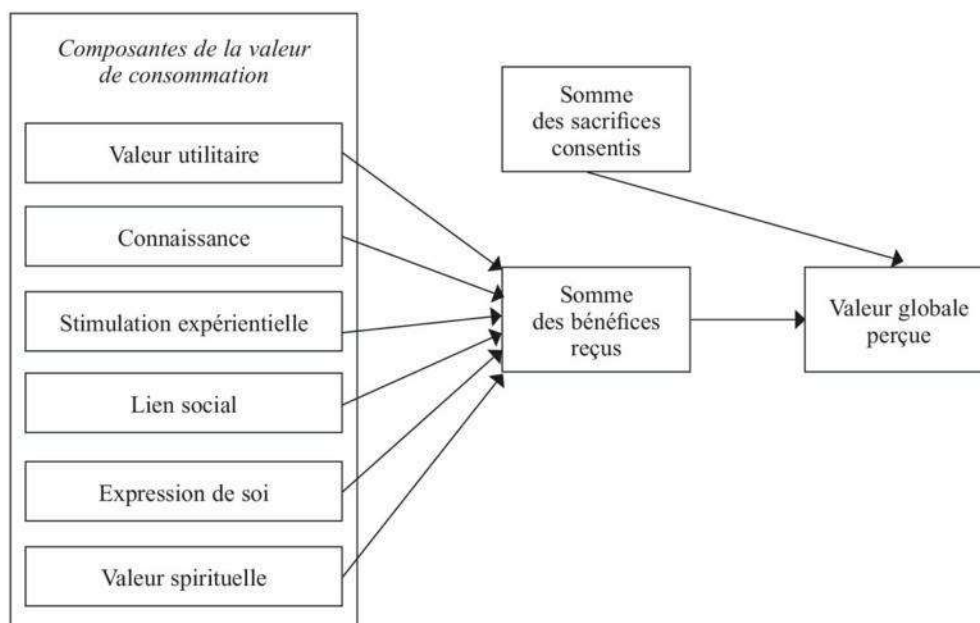 Composantes de la valeur
de consommation
Valeur utilitaire
Connaissance
Stimulation expérientielle
Lien social
Expression de soi
Valeur spirituelle
Somme
des sacrifices
consentis
Somme
des bénéfices
reçus
Valeur globale
perçue